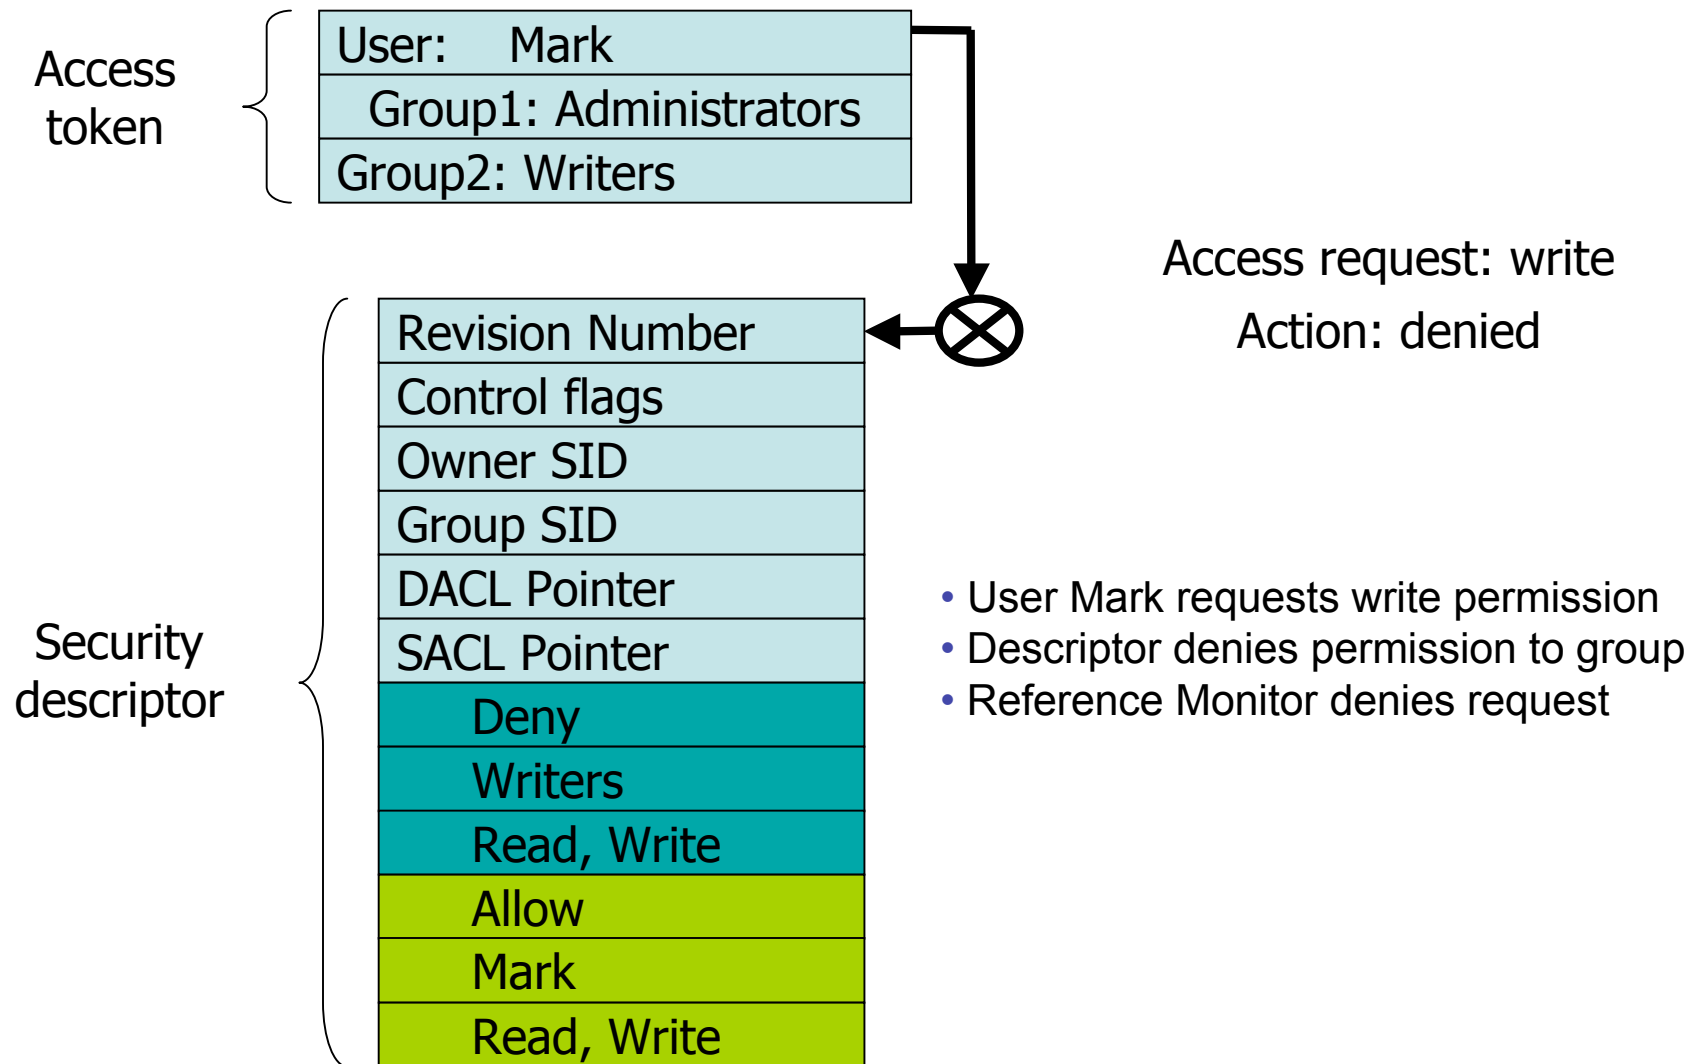 Access
token
User: Mark
Group1: Administrators
Group2: Writers
Access request: write
Action: denied
Security
descriptor
Revision Number
Control flags
Owner SID
Group SID
DACL Pointer
SACL Pointer
Deny
Writers
Read, Write
Allow
Mark
Read, Write
• User Mark requests write permission
• Descriptor denies permission to group
• Reference Monitor denies request